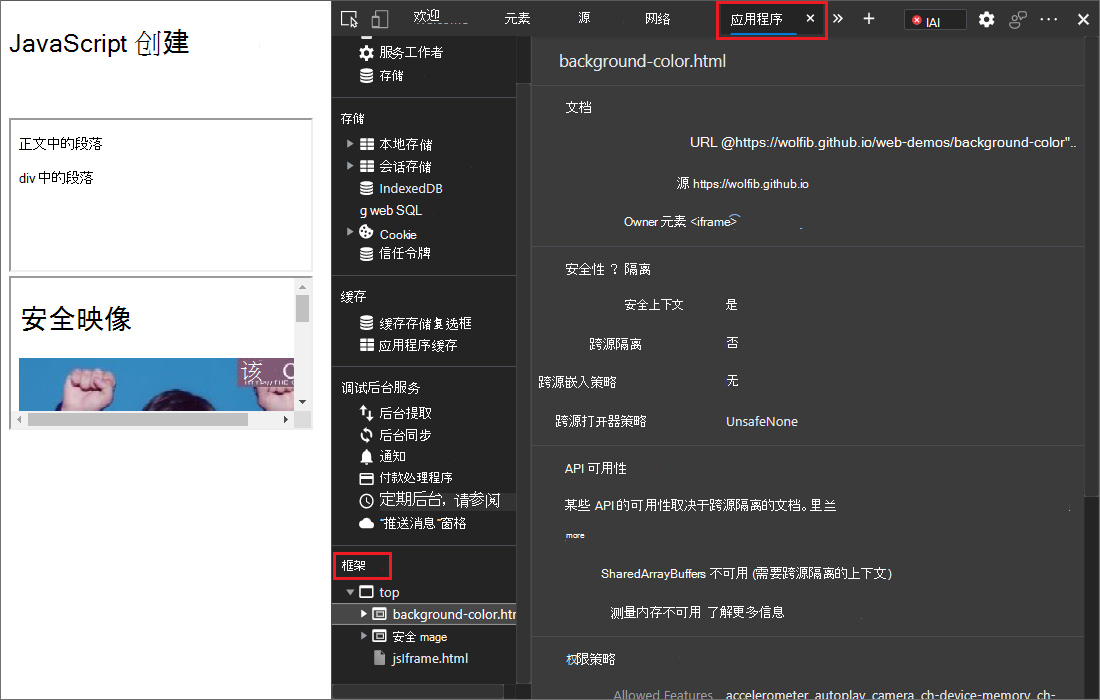 JavaScript 创建
正文中的段落
div 中的段落
安全映像
该
欢迎
元素
源
网络
应用程序
IAI
服务工作者
存储
存储
本地存储
会话存储
IndexedDB
g web SQL
Cookie
信任令牌
缓存
缓存存储复选框
应用程序缓存
调试后台服务
后台提取
后台同步
通知
付款处理程序
定期后台，请参阅
"推送消息"窗格
框架
top
background-color.htm
安全 mage
jsIframe.html
background-color.html
文档
URL @https://wolfib.github.io/web-demos/background-color"..
源 https://wolfib.github.io
Owner 元素 <iframe>
安全性 ？ 隔离
安全上下文 是
跨源隔离 否
跨源嵌入策略 无
跨源打开器策略 UnsafeNone
API 可用性
某些 API 的可用性取决于跨源隔离的文档。里兰
more
SharedArrayBuffers 不可用 (需要跨源隔离的上下文)
测量内存不可用 了解更多信息
权限策略
Allowed Features accelerometer, autoplay, camera, ch-device-memory, ch-